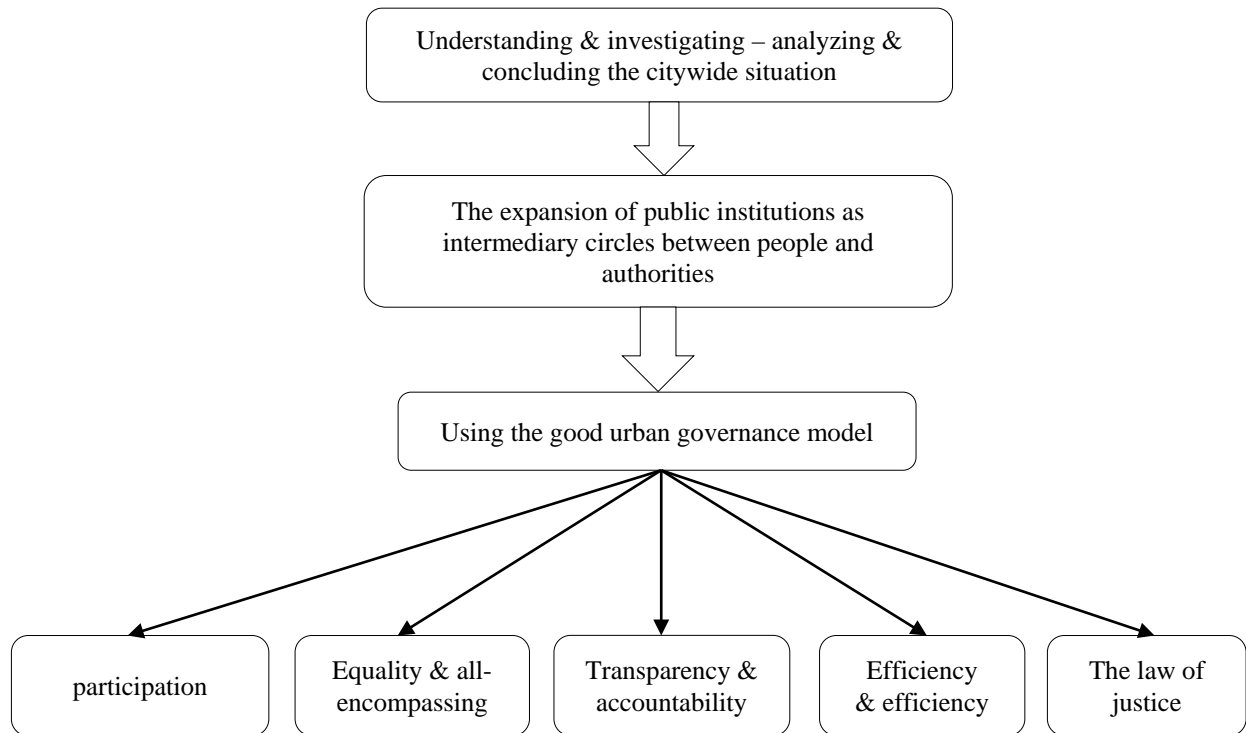 Understanding & investigating – analyzing &
concluding the citywide situation
The expansion of public institutions as
intermediary circles between people and
authorities
Using the good urban governance model
participation
Equality & all-
encompassing
Transparency &
accountability
Efficiency
& efficiency
The law of
justice